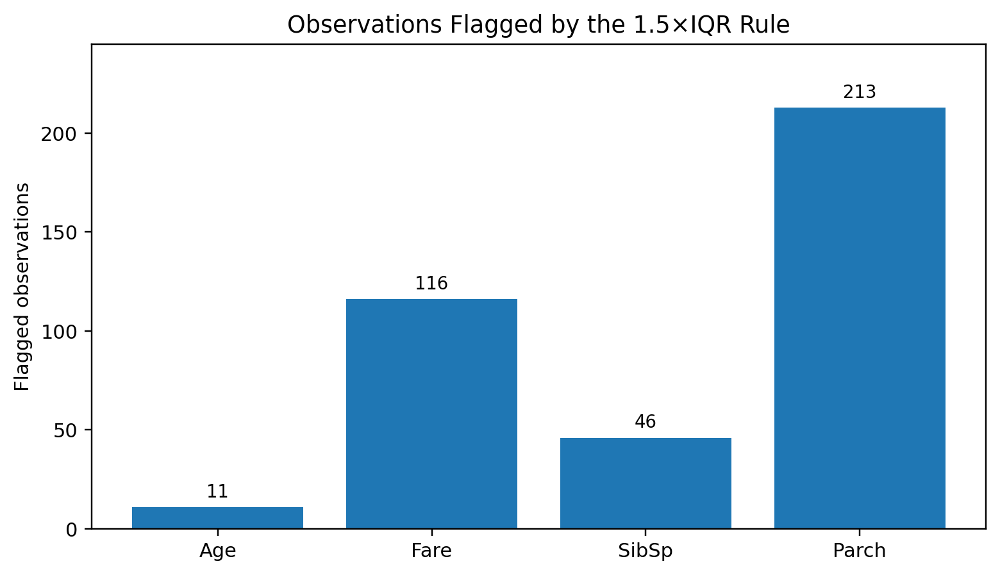 Observations Flagged by the 1.5×IQR Rule
Flagged observations
200
150
100
50
0
11
116
46
213
Age
Fare
SibSp
Parch